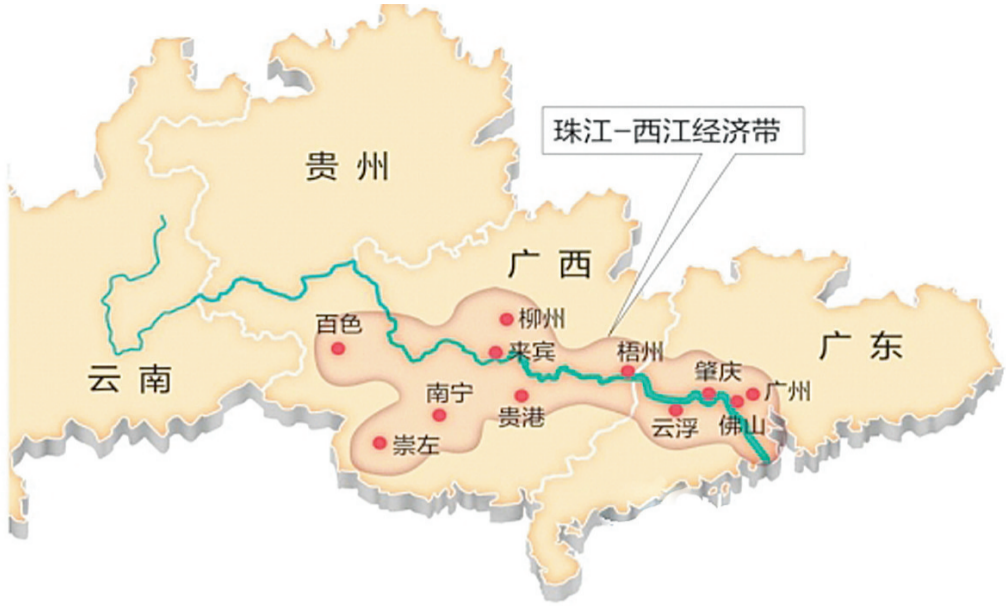 珠江-西江经济带
贵州
广西
广东
云南
百色
柳州
来宾
梧州
肇庆
广州
南宁
贵港
云浮
佛山
崇左